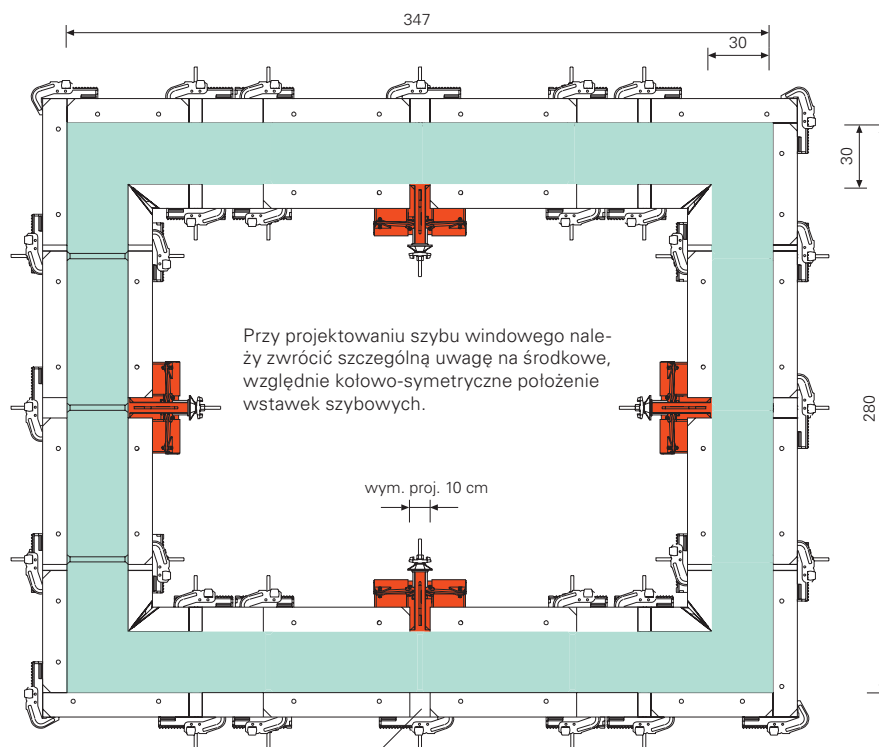 347
30
30
Przy projektowaniu szybu windowego nale-
ży zwrócić szczególną uwagę na środkowe,
względnie kołowo-symetryczne położenie
wstawek szybowych.
280
wym. proj. 10 cm